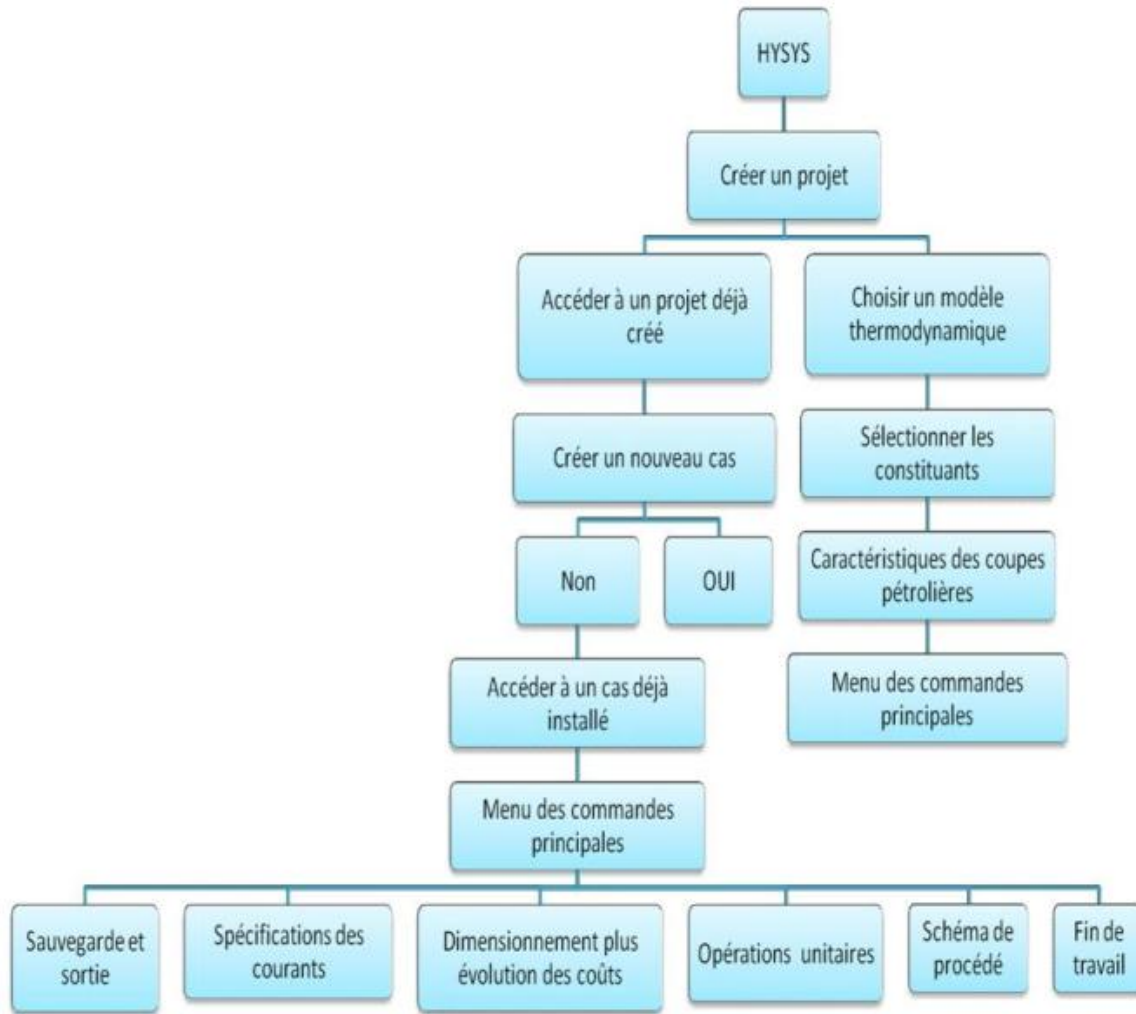 HYSYS
Créer un projet
Accéder à un projet déjà
créé
Choisir un modèle
thermodynamique
Créer un nouveau cas
Sélectionner les
constituants
Non
OUI
Caractéristiques des coupes
pétrolières
Accéder à un cas déjà
installé
Menu des commandes
principales
Menu des commandes
principales
Sauvegarde et
sortie
Spécifications des
courants
Dimensionnement plus
évolution des coûts
Opérations unitaires
Schéma de
procédé
Fin de
travail